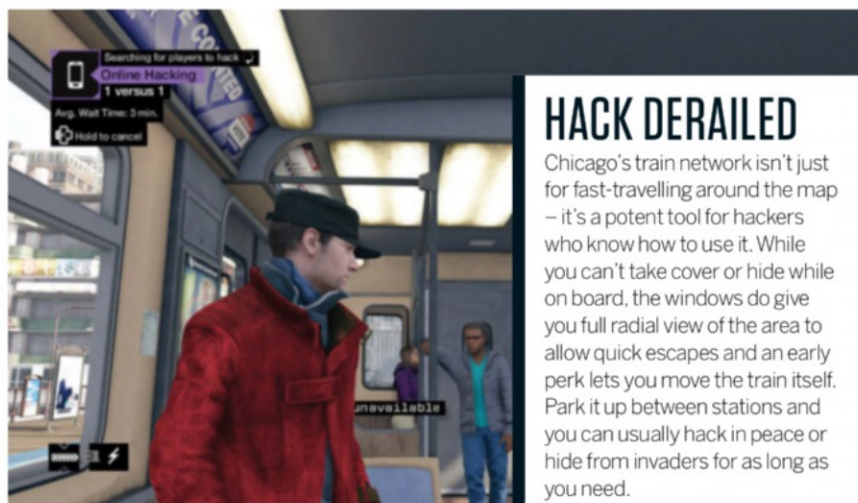 Searching for players to hack
Online Hacking
1 versus 1
Avg. Wait Time: 3 min.
Hold to cancel
unavailable
HACK DERAILED
Chicago's train network isn't just
for fast-travelling around the map
– it's a potent tool for hackers
who know how to use it. While
you can't take cover or hide while
on board, the windows do give
you full radial view of the area to
allow quick escapes and an early
perk lets you move the train itself.
Park it up between stations and
you can usually hack in peace or
hide from invaders for as long as
you need.